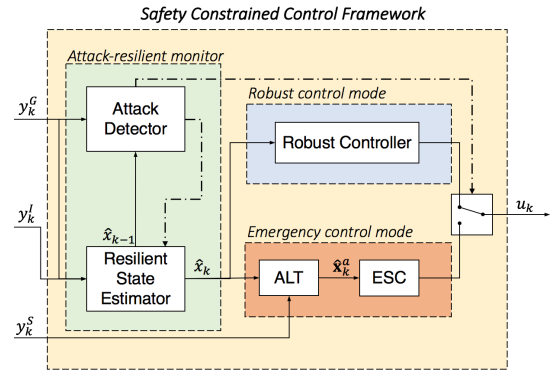 Safety Constrained Control Framework
Attack-resilient monitor
y_k^G
Attack
Detector
Robust control mode
Robust Controller
u_k
y_k^I
x̂_{k−1}
Emergency control mode
Resilient
State
Estimator
x̂_k
ALT
𝐱̂_k^a
ESC
y_k^S